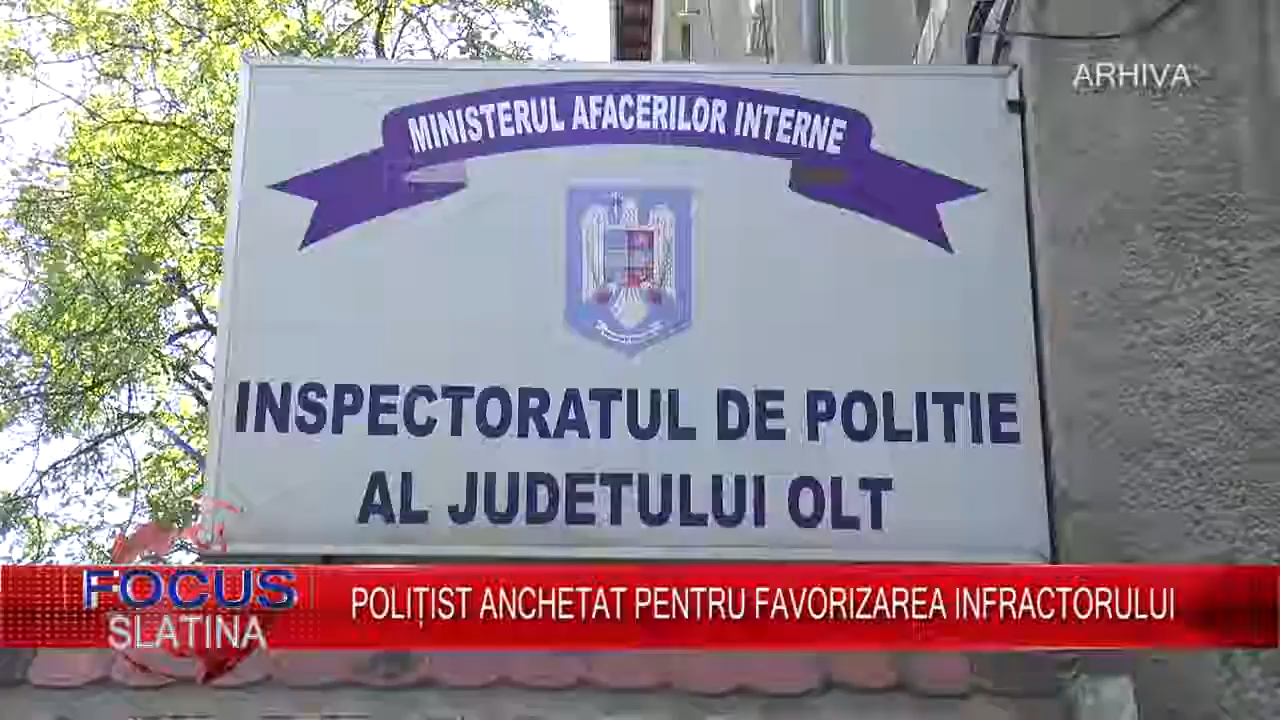 ARHIVA
MINISTERUL AFACERILOR INTERNE
INSPECTORATUL DE POLITIE
AL JUDETULUI OLT
FOCUS
SLATINA
POLIȚIST ANCHETAT PENTRU FAVORIZAREA INFRACTORULUI